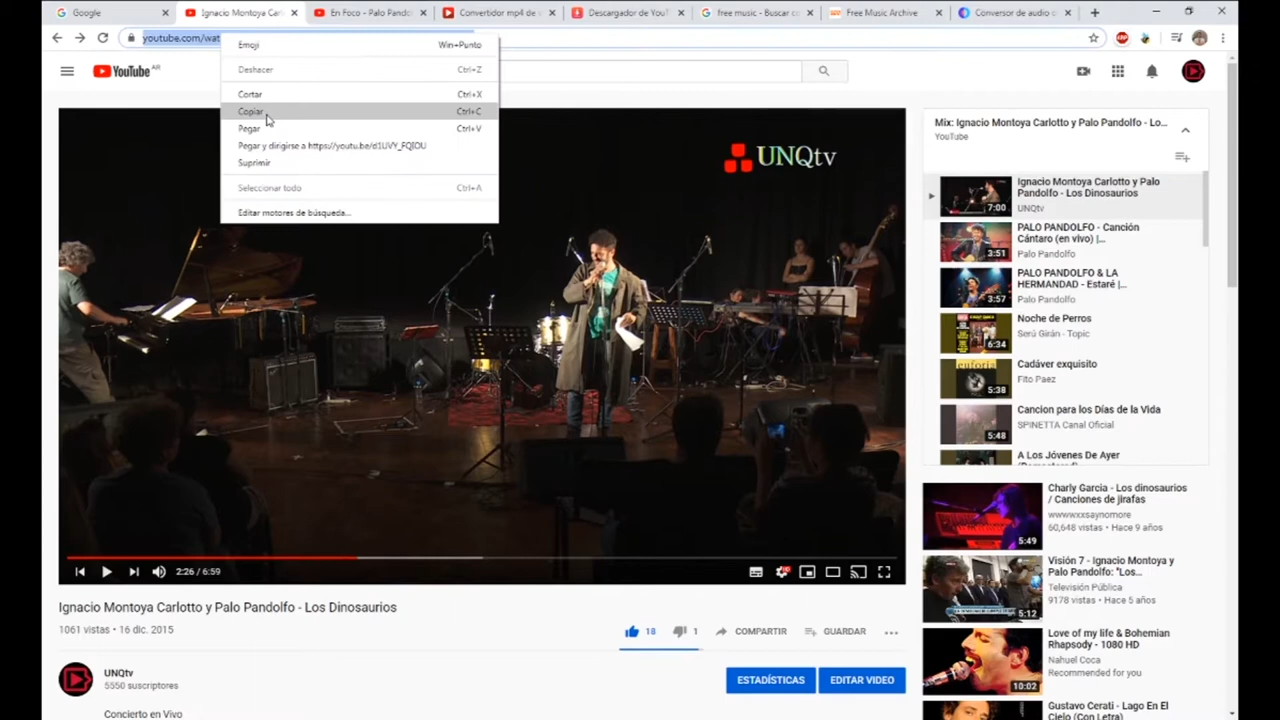 Google
Ignacio Montoya Carl
En Foco - Palo Pandol
Convertidor mp4 de v
Descargador de YouT
free music - Buscar co
Free Music Archive
Conversor de audio o
youtube.com/wat
Emoji Win+Punto
Deshacer Ctrl+Z
Cortar Ctrl+X
Copiar Ctrl+C
Pegar Ctrl+V
Pegar y dirigirse a https://youtu.be/d1UVY_FQIOU
Suprimir
Seleccionar todo Ctrl+A
Editar motores de búsqueda...
YouTube AR
UNQtv
Mix: Ignacio Montoya Carlotto y Palo Pandolfo - Lo...
YouTube
Ignacio Montoya Carlotto y Palo
Pandolfo - Los Dinosaurios
UNQtv
7:00
PALO PANDOLFO - Canción
Cántaro (en vivo) |...
Palo Pandolfo
3:51
PALO PANDOLFO & LA
HERMANDAD - Estaré |...
Palo Pandolfo
3:57
Noche de Perros
Serú Girán - Topic
6:34
Cadáver exquisito
Fito Paez
5:38
Cancion para los Días de la Vida
SPINETTA Canal Oficial
5:48
A Los Jóvenes De Ayer
Charly Garcia - Los dinosaurios
/ Canciones de jirafas
wwwwxxsaynomore
60,648 vistas • Hace 9 años
5:49
Visión 7 - Ignacio Montoya y
Palo Pandolfo: "Los...
Televisión Pública
9178 vistas • Hace 5 años
5:12
Love of my life & Bohemian
Rhapsody - 1080 HD
Nahuel Coca
Recommended for you
10:02
Gustavo Cerati - Lago En El
Cielo (Con Letra)
2:26 / 6:59
Ignacio Montoya Carlotto y Palo Pandolfo - Los Dinosaurios
1061 vistas • 16 dic. 2015
18
1
COMPARTIR
GUARDAR
UNQtv
5550 suscriptores
ESTADÍSTICAS
EDITAR VIDEO
Concierto en Vivo